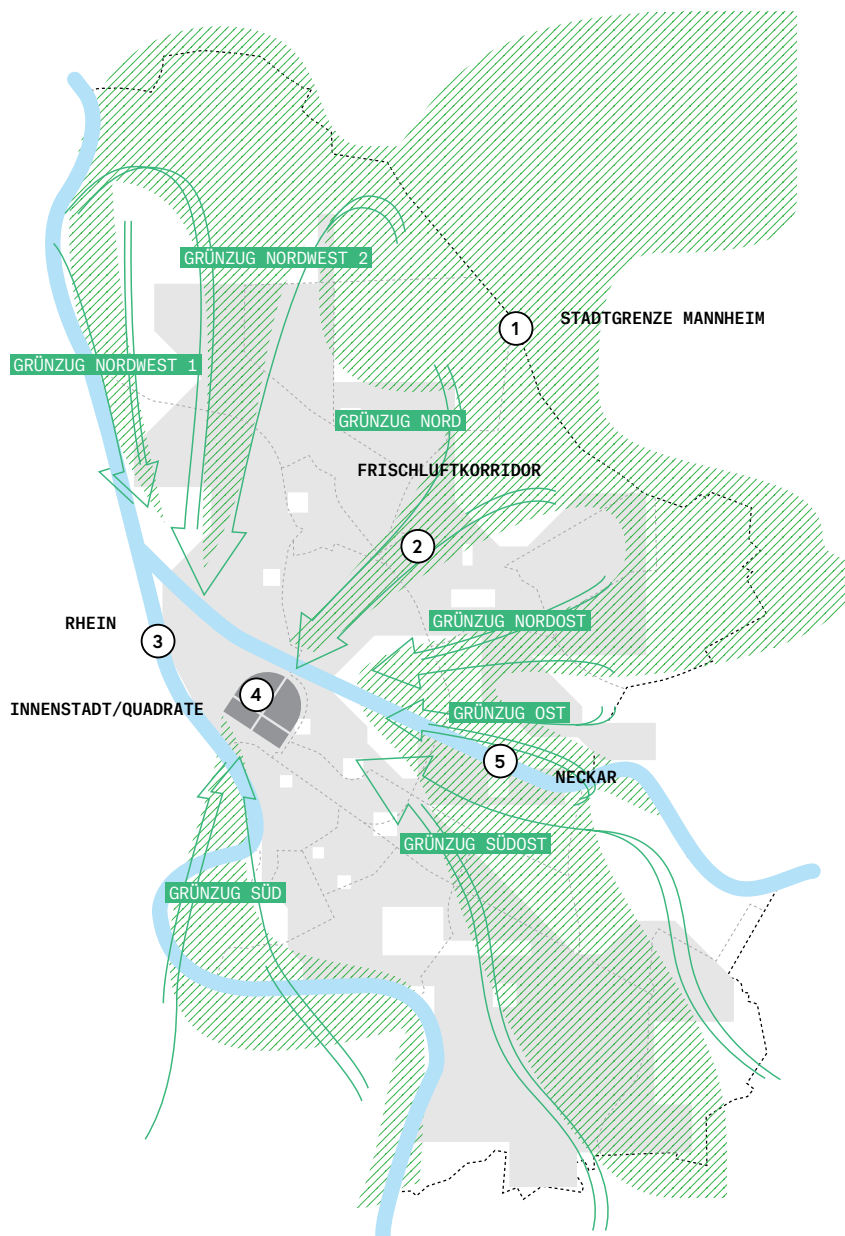 GRÜNZUG NORDWEST 2
1
STADTGRENZE MANNHEIM
GRÜNZUG NORDWEST 1
GRÜNZUG NORD
FRISCHLUFTKORRIDOR
2
GRÜNZUG NORDOST
RHEIN
3
4
INNENSTADT/QUADRATE
GRÜNZUG OST
5
NECKAR
GRÜNZUG SÜDOST
GRÜNZUG SÜD